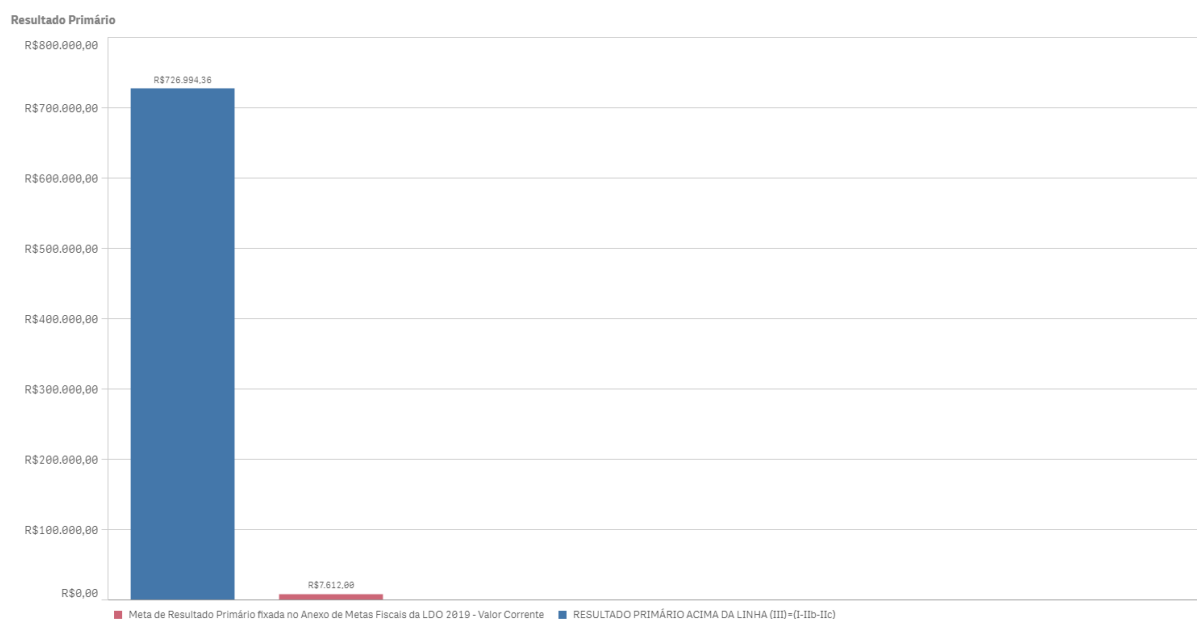 Resultado Primário
R$800.000,00
R$726.994,36
R$700.000,00
R$600.000,00
R$500.000,00
R$400.000,00
R$300.000,00
R$200.000,00
R$100.000,00
R$7.612,00
R$0,00
Meta de Resultado Primário fixada no Anexo de Metas Fiscais da LDO 2019 - Valor Corrente RESULTADO PRIMÁRIO ACIMA DA LINHA (III)=(I-IIb-IIc)